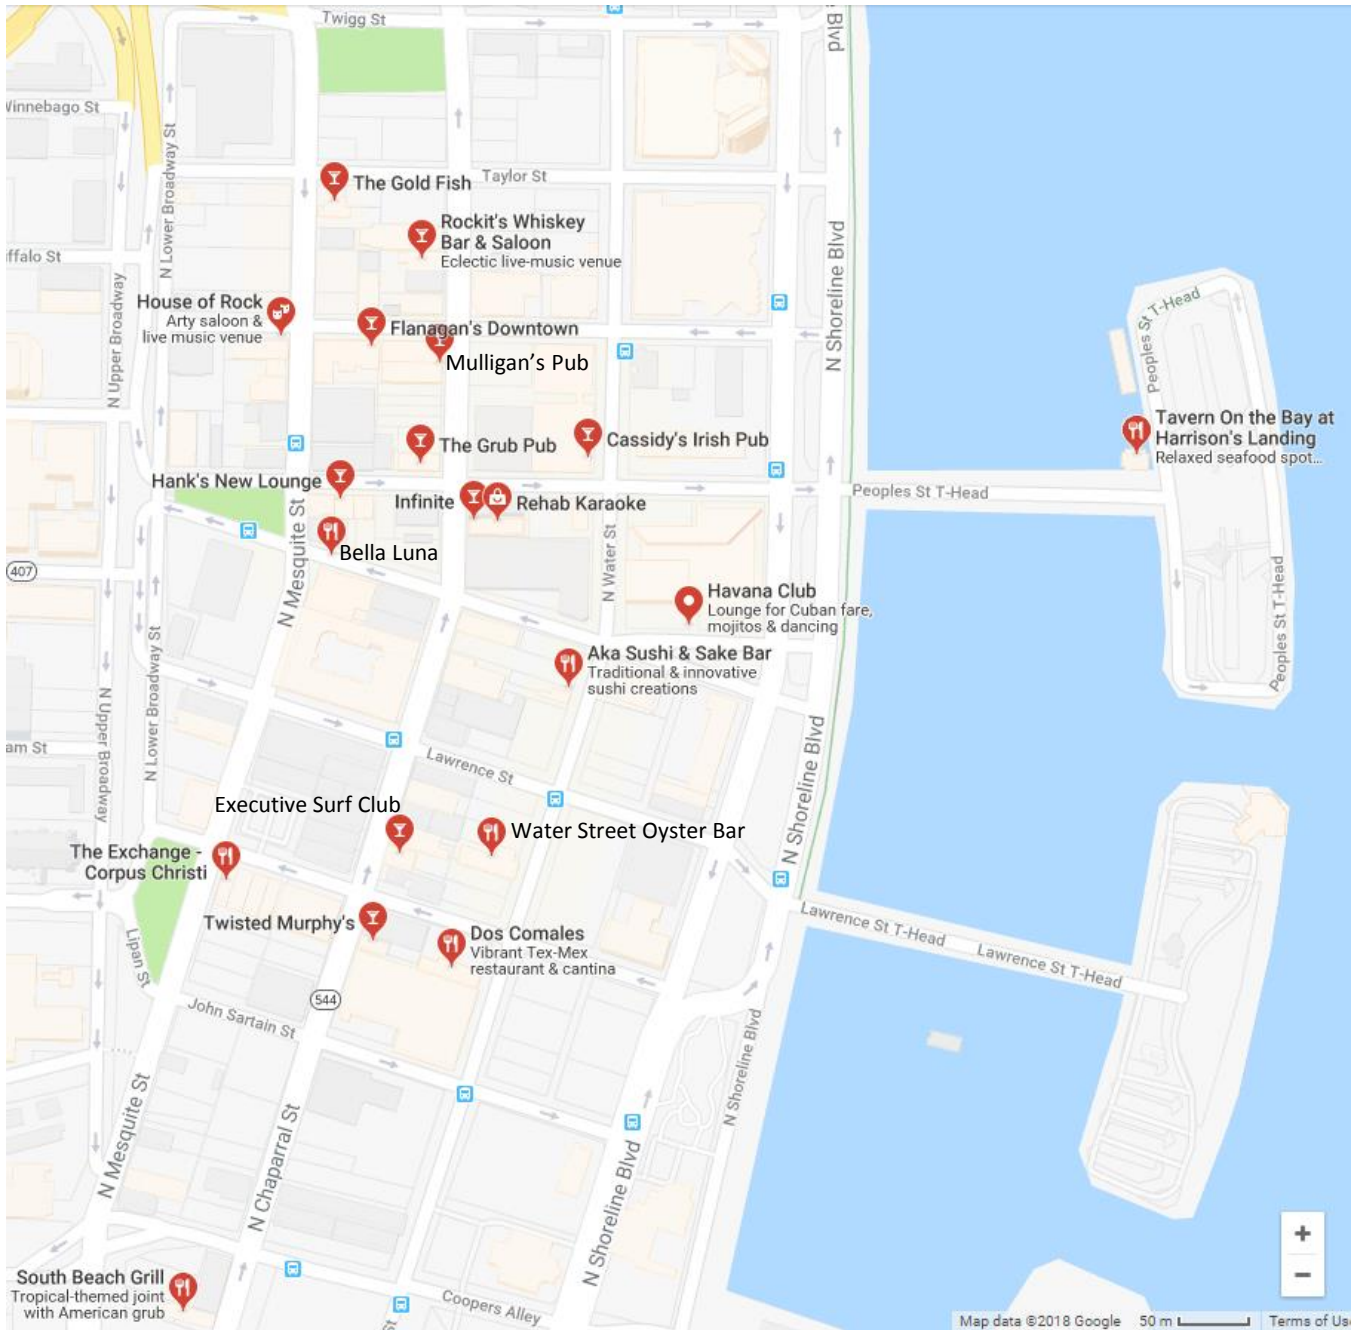 Twigg St
N Shoreline Blvd
Blvd
Winnebago St
N Lower Broadway St
The Gold Fish
Taylor St
Rockit's Whiskey
Bar & Saloon
Eclectic live-music venue
N Upper Broadway
House of Rock
Arty saloon &
live music venue
Flanagan's Downtown
Mulligan's Pub
Peoples St T-Head
Peoples St T-Head
The Grub Pub
Cassidy's Irish Pub
Tavern On the Bay at
Harrison's Landing
Relaxed seafood spot...
Hank's New Lounge
Infinite
Rehab Karaoke
Peoples St T-Head
N Mesquite St
Bella Luna
N Water St
407
Havana Club
Lounge for Cuban fare,
mojitos & dancing
Peoples St T-Head
Aka Sushi & Sake Bar
Traditional & innovative
sushi creations
N Upper Broadway
N Lower Broadway St
Lawrence St
N Shoreline Blvd
Executive Surf Club
Water Street Oyster Bar
The Exchange -
Corpus Christi
Twisted Murphy's
Dos Comales
Vibrant Tex-Mex
restaurant & cantina
Lawrence St T-Head
Lawrence St T-Head
Lipan St
544
John Sartain St
N Shoreline Blvd
N Mesquite St
N Chaparral St
N Shoreline Blvd
South Beach Grill
Tropical-themed joint
with American grub
Coopers Alley
St
Map data ©2018 Google
50 m
Terms of Us